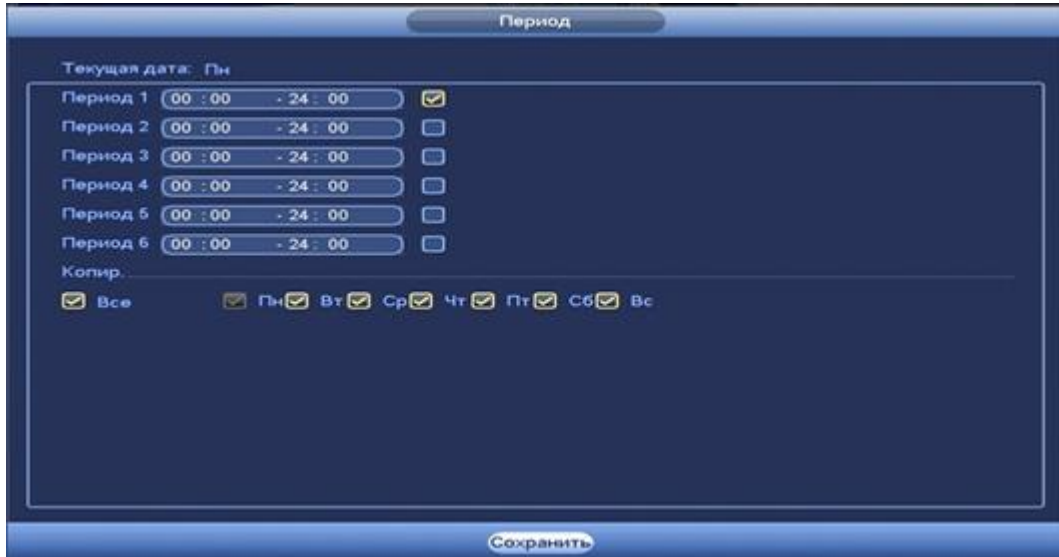 Период
Текущая дата: Пн
Период 1 00 : 00 - 24 : 00
Период 2 00 : 00 - 24 : 00
Период 3 00 : 00 - 24 : 00
Период 4 00 : 00 - 24 : 00
Период 5 00 : 00 - 24 : 00
Период 6 00 : 00 - 24 : 00
Копир.
Все Пн Вт Ср Чт Пт Сб Вс
Сохранить